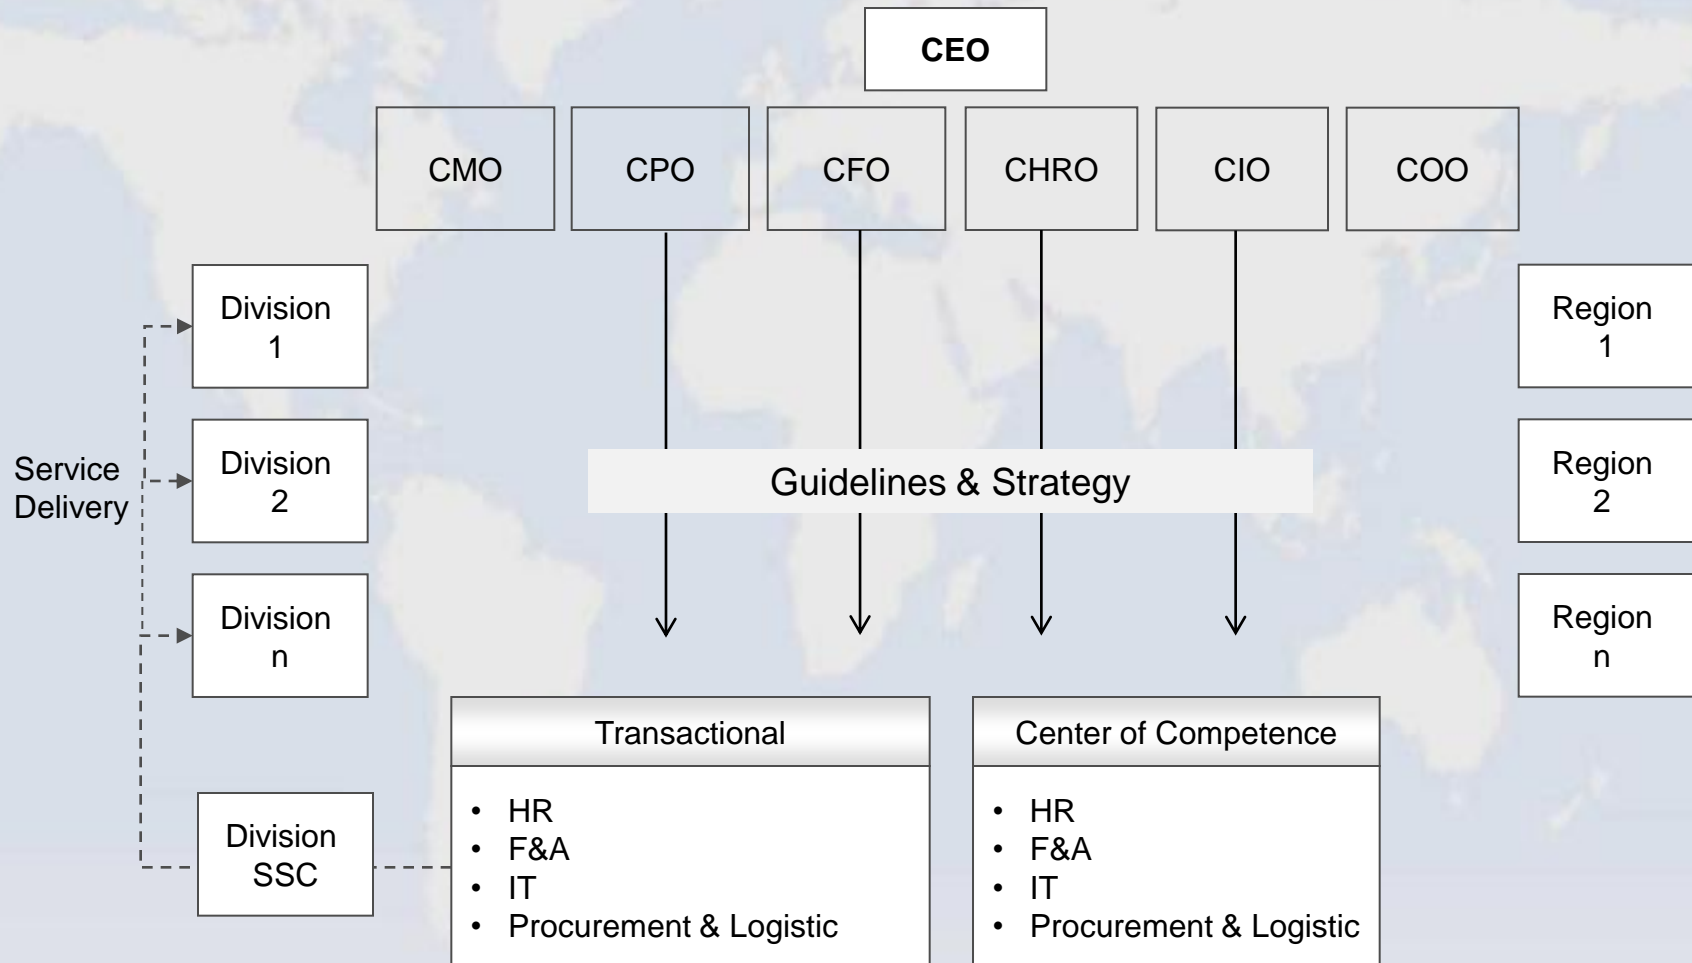 CEO
CMO
CPO
CFO
CHRO
CIO
COO
Division
1
Region
1
Service
Delivery
Division
2
Guidelines & Strategy
Region
2
Division
n
Region
n
Transactional
Center of Competence
Division
SSC
• HR
• F&A
• IT
• Procurement & Logistic
• HR
• F&A
• IT
• Procurement & Logistic